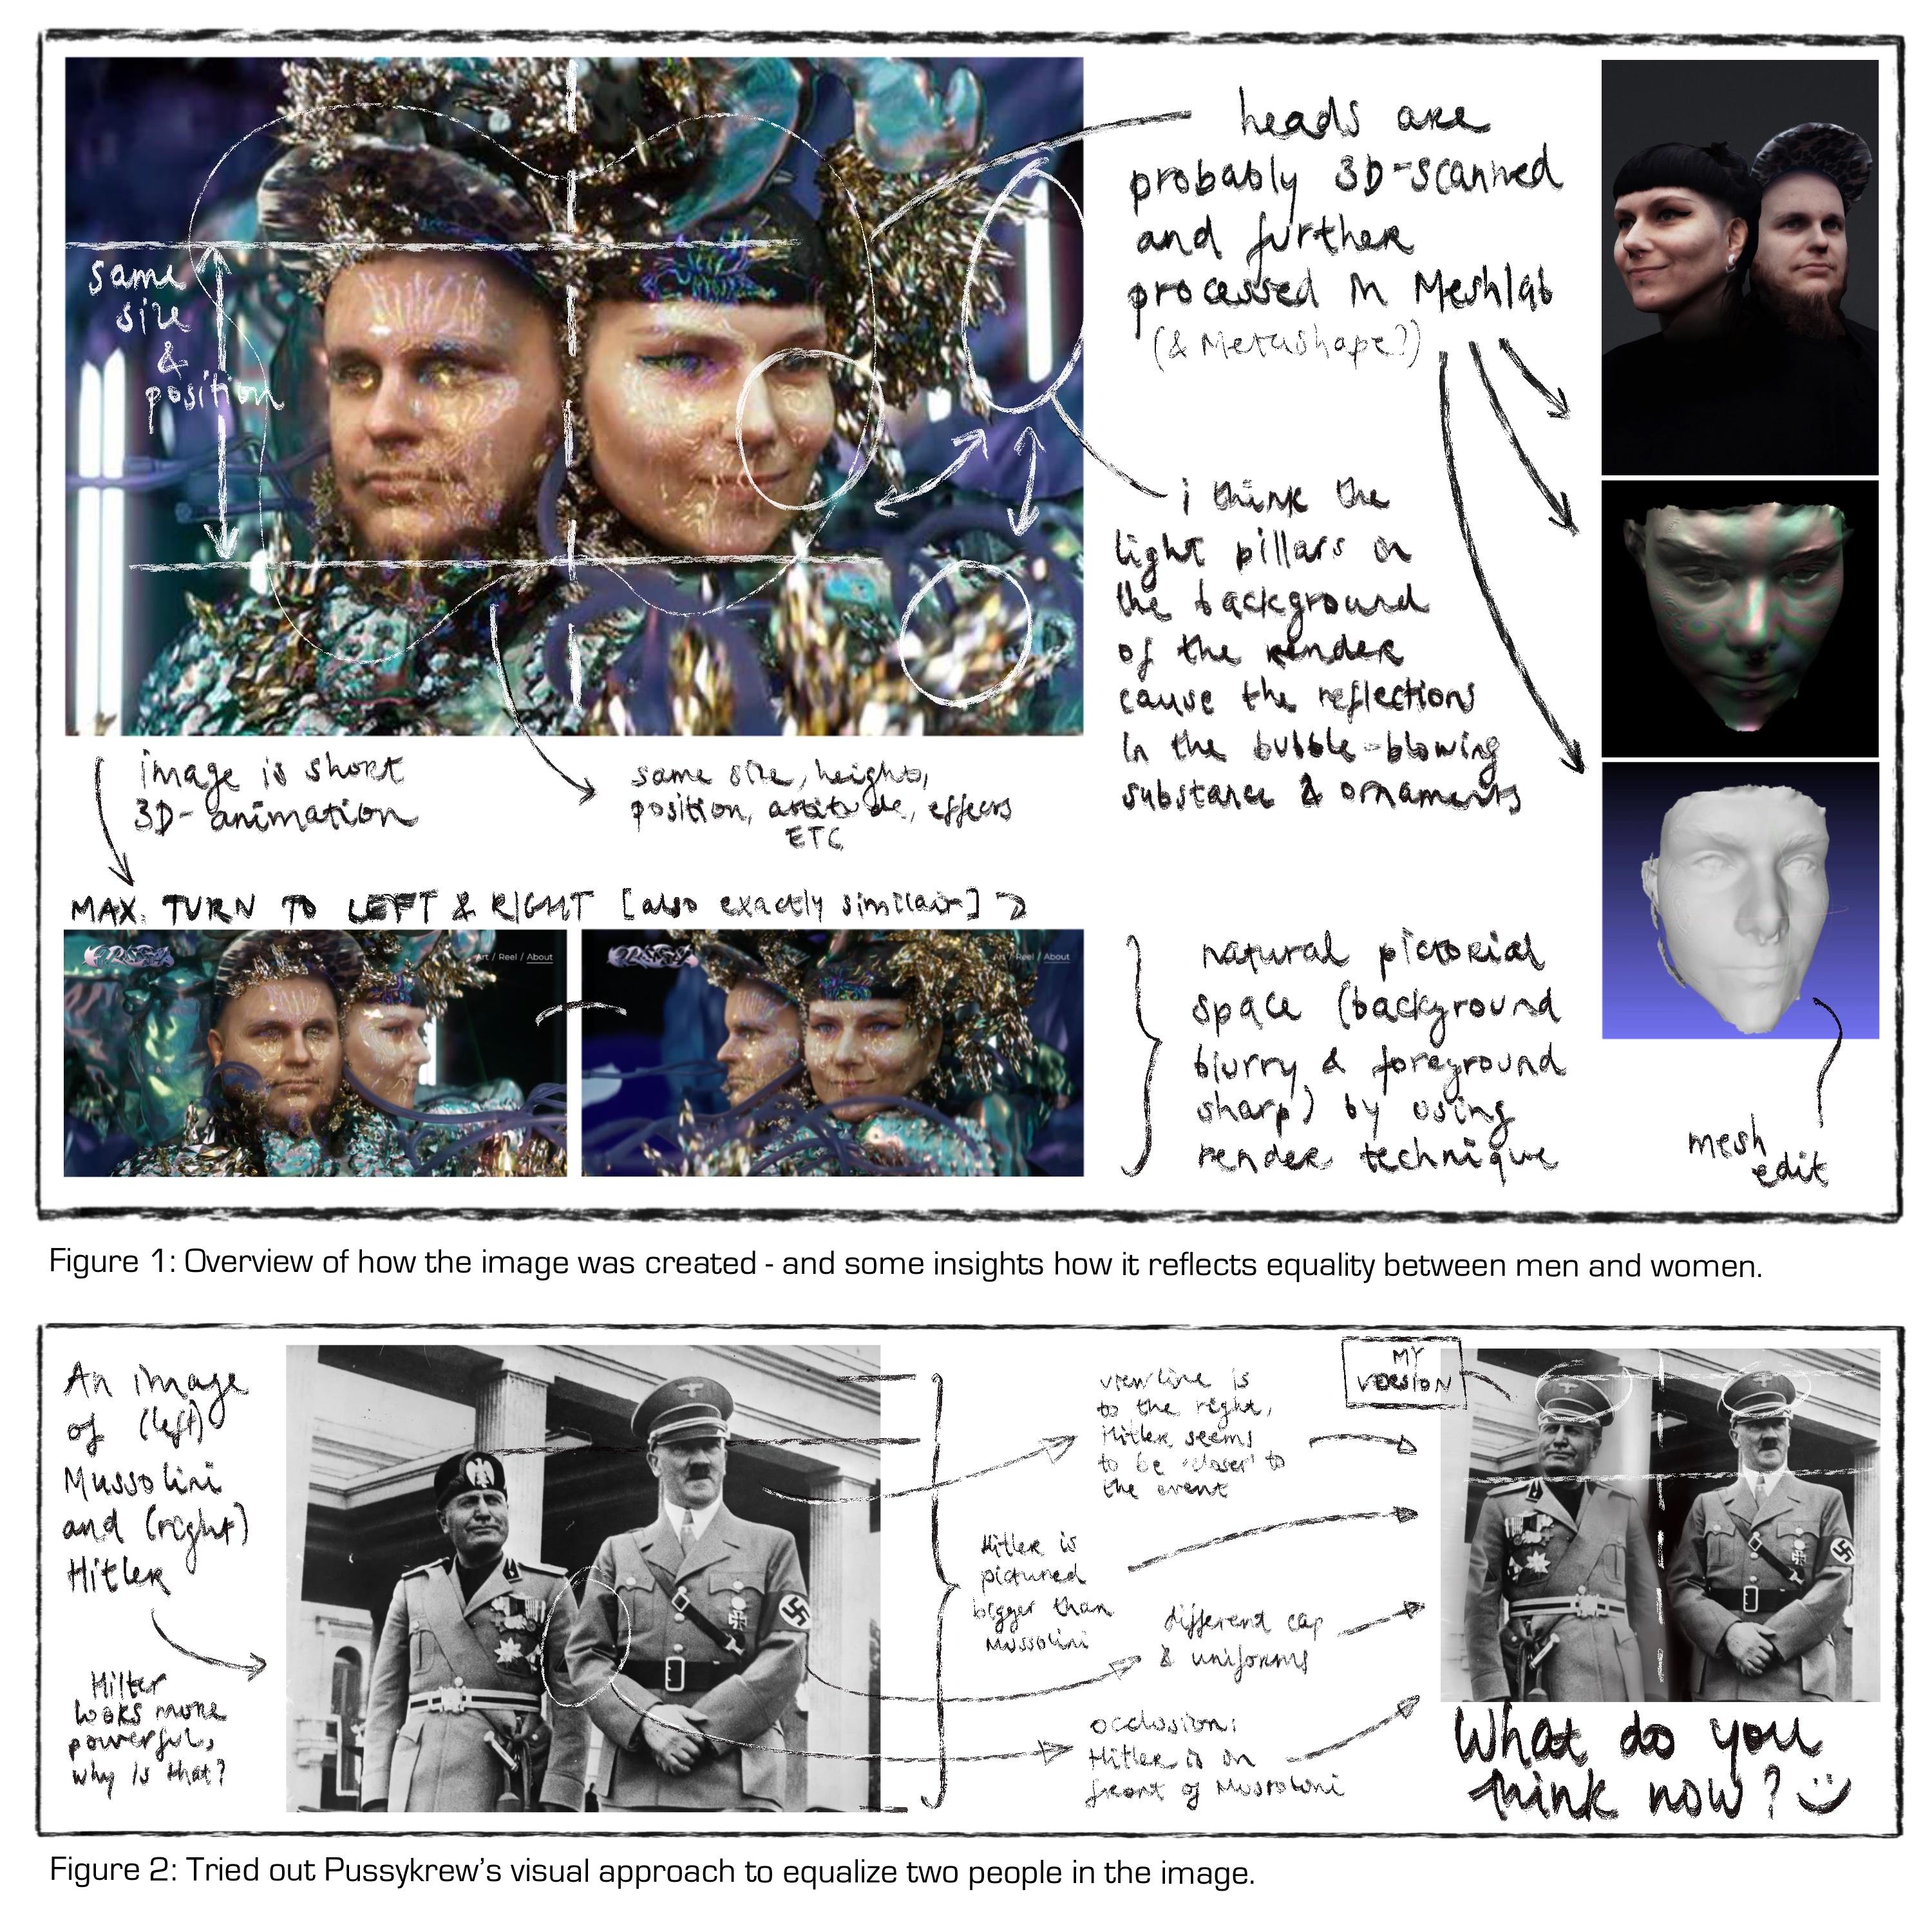 same
size
&
position
heads are
probably 3D-scanned
and further
processed in Meshlab
(& Metashape?)
i think the
light pillars in
the background
of the render
cause the reflections
in the bubble-blowing
substance & ornaments
image is short
3D-animation
same size, heights,
position, attitude, effects
ETC
MAX. TURN TO LEFT & RIGHT [also exactly similair]
Art / Reel / About
Art / Reel / About
natural pictorial
space (background
blurry & foreground
sharp) by using
render technique
mesh
edit
Figure 1: Overview of how the image was created - and some insights how it reflects equality between men and women.
An image
of (left)
Mussolini
and (right)
Hitler
Hilter
looks more
powerful,
why is that?
viewline is
to the right,
Hitler seems
to be 'closer' to
the event
Hitler is
pictured
bigger than
Mussolini
different cap
& uniforms
occlusion:
Hitler is in
front of Mussolini
MY
VERSION
What do you
think now? :)
Figure 2: Tried out Pussykrew's visual approach to equalize two people in the image.